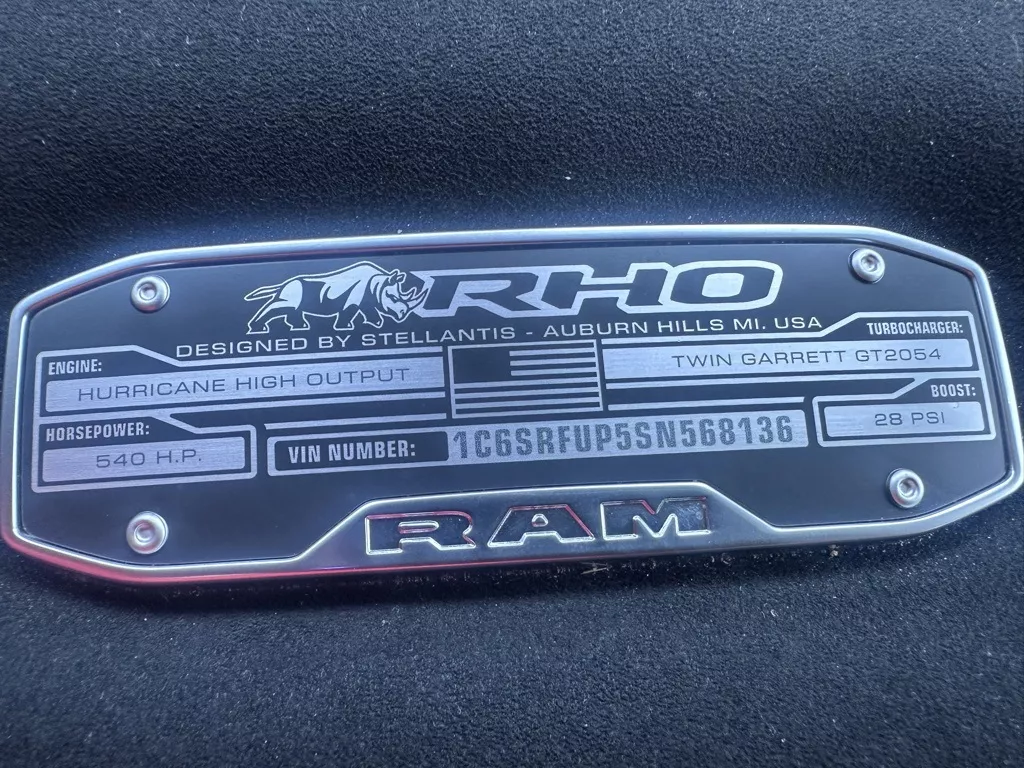 RHO
DESIGNED BY STELLANTIS - AUBURN HILLS MI. USA
ENGINE:
HURRICANE HIGH OUTPUT
TURBOCHARGER:
TWIN GARRETT GT2054
HORSEPOWER:
540 H.P.
VIN NUMBER: 1C6SRFUP5SN568136
BOOST:
28 PSI
RAM